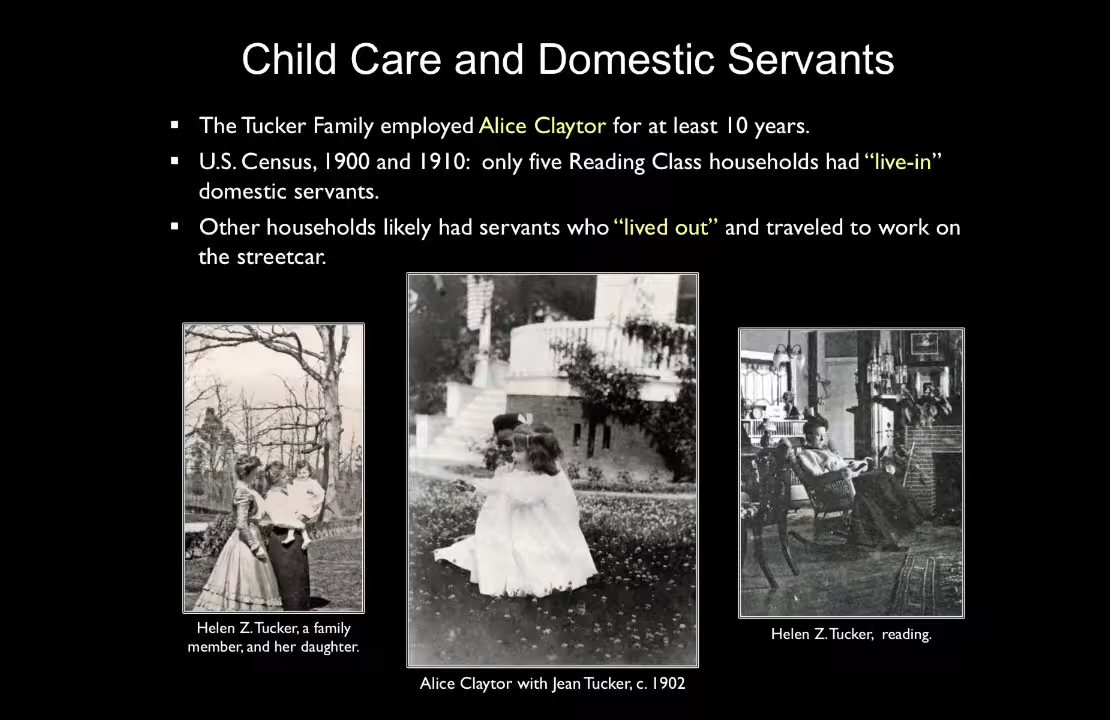 Child Care and Domestic Servants
▪ The Tucker Family employed Alice Claytor for at least 10 years.
▪ U.S. Census, 1900 and 1910:  only five Reading Class households had “live-in”
domestic servants.
▪ Other households likely had servants who “lived out” and traveled to work on
the streetcar.
Helen Z. Tucker, a family
member, and her daughter.
Alice Claytor with Jean Tucker, c. 1902
Helen Z. Tucker,  reading.